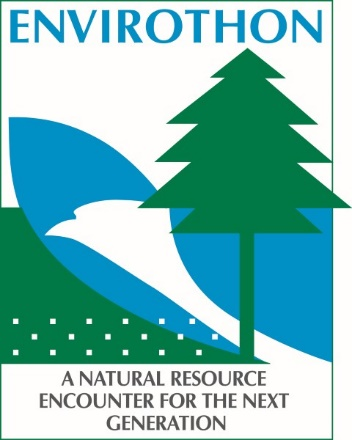 ENVIROTHON
A NATURAL RESOURCE
ENCOUNTER FOR THE NEXT
GENERATION